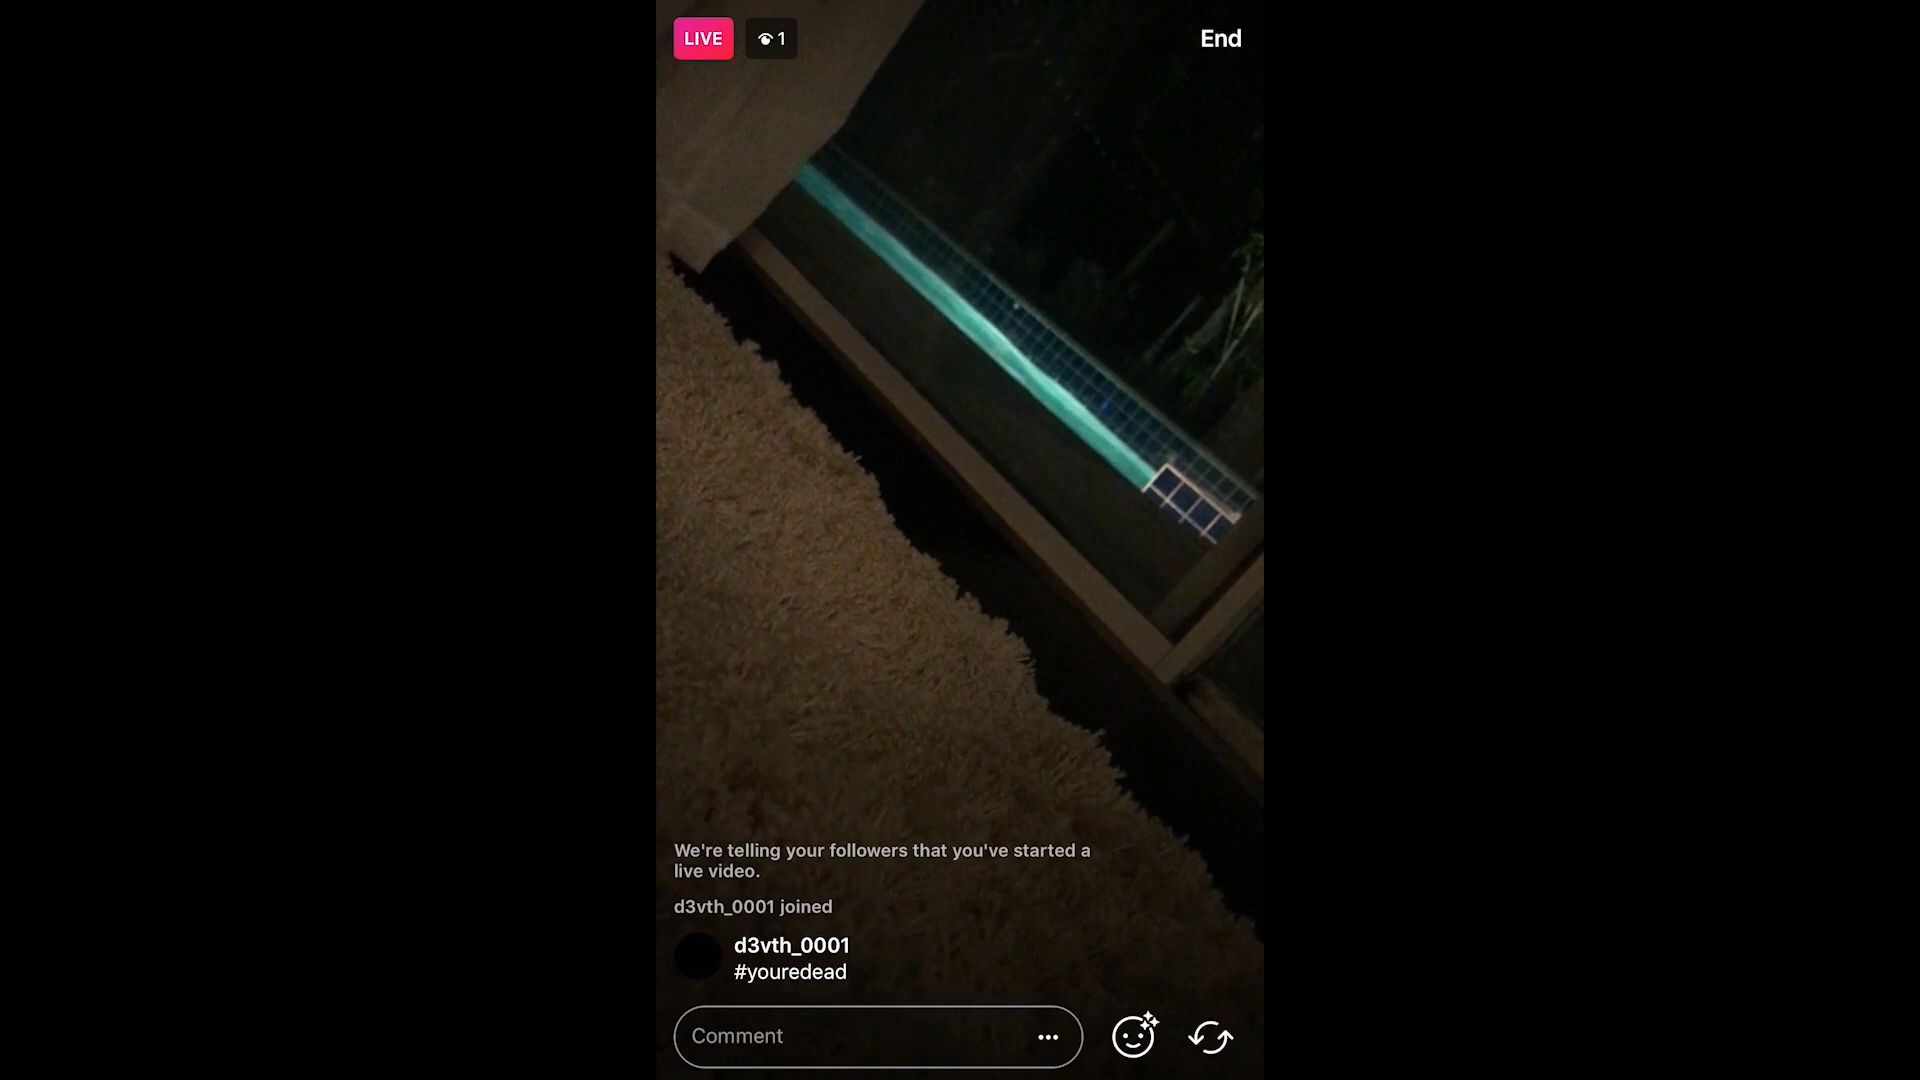 LIVE
1
End
We're telling your followers that you've started a
live video.
d3vth_0001 joined
d3vth_0001
#youredead
Comment